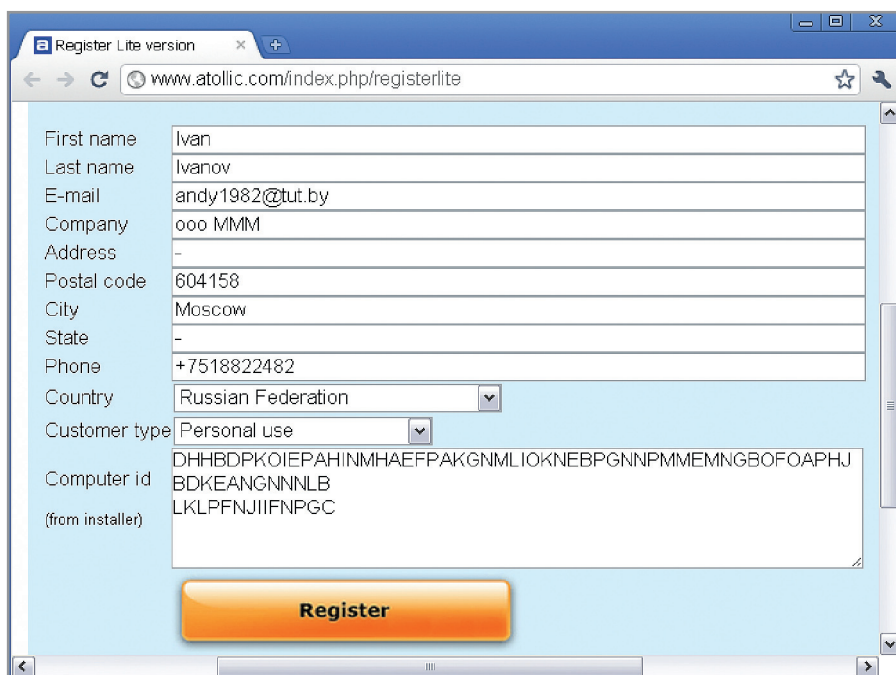 Register Lite version
www.atollic.com/index.php/registerlite
First name Ivan
Last name Ivanov
E-mail andy1982@tut.by
Company ooo MMM
Address -
Postal code 604158
City Moscow
State -
Phone +7518822482
Country Russian Federation
Customer type Personal use
Computer id
(from installer)
DHHBDPKOIEPAHINMHAEFPAKGNMLIOKNEBPGNNPMMEMNGBOFOAPHJ
BDKEANGNNNLB
LKLPFNJIIFNPGC
Register